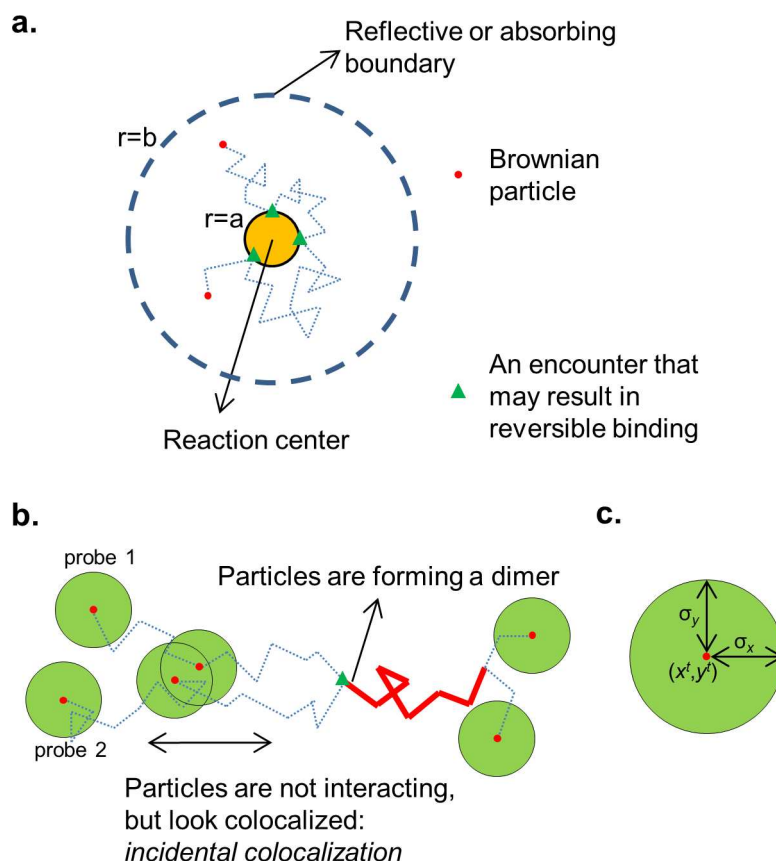 a.
Reflective or absorbing
boundary
r=b
Brownian
particle
r=a
An encounter that
may result in
reversible binding
Reaction center
b.
c.
probe 1
Particles are forming a dimer
σy
σx
(xᵗ,yᵗ)
probe 2
Particles are not interacting,
but look colocalized:
incidental colocalization